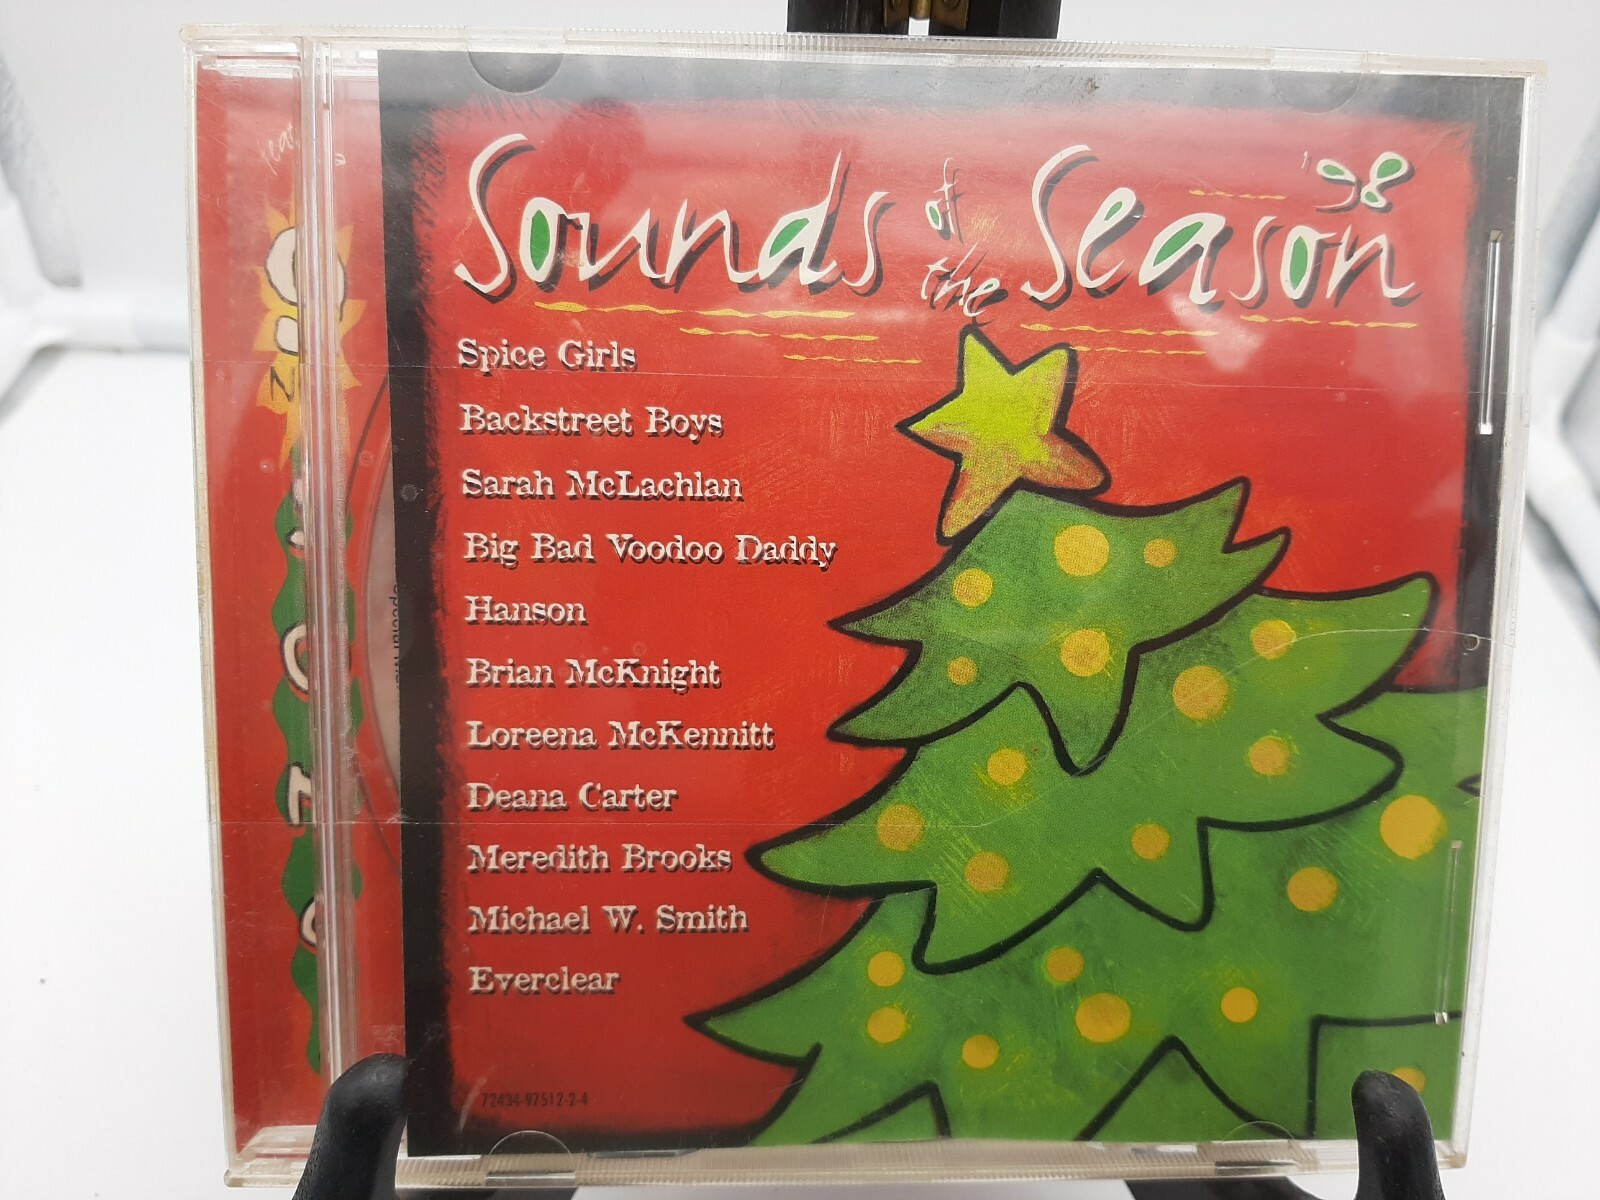 Sounds of the Season '98
Spice Girls
Backstreet Boys
Sarah McLachlan
Big Bad Voodoo Daddy
Hanson
Brian McKnight
Loreena McKennitt
Deana Carter
Meredith Brooks
Michael W. Smith
Everclear
72434-97512-2-4